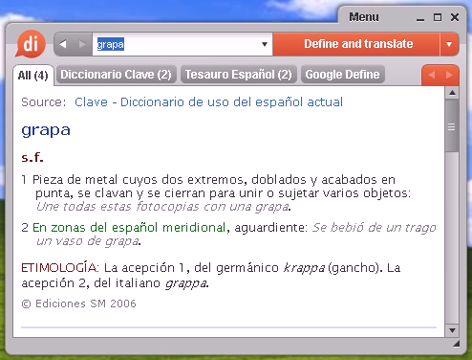 Menu
di
grapa
Define and translate
All (4)
Diccionario Clave (2)
Tesauro Español (2)
Google Define
Source: Clave - Diccionario de uso del español actual
grapa
s.f.
1 Pieza de metal cuyos dos extremos, doblados y acabados en
punta, se clavan y se cierran para unir o sujetar varios objetos:
Une todas estas fotocopias con una grapa.
2 En zonas del español meridional, aguardiente: Se bebió de un trago
un vaso de grapa.
ETIMOLOGÍA: La acepción 1, del germánico krappa (gancho). La
acepción 2, del italiano grappa.
© Ediciones SM 2006